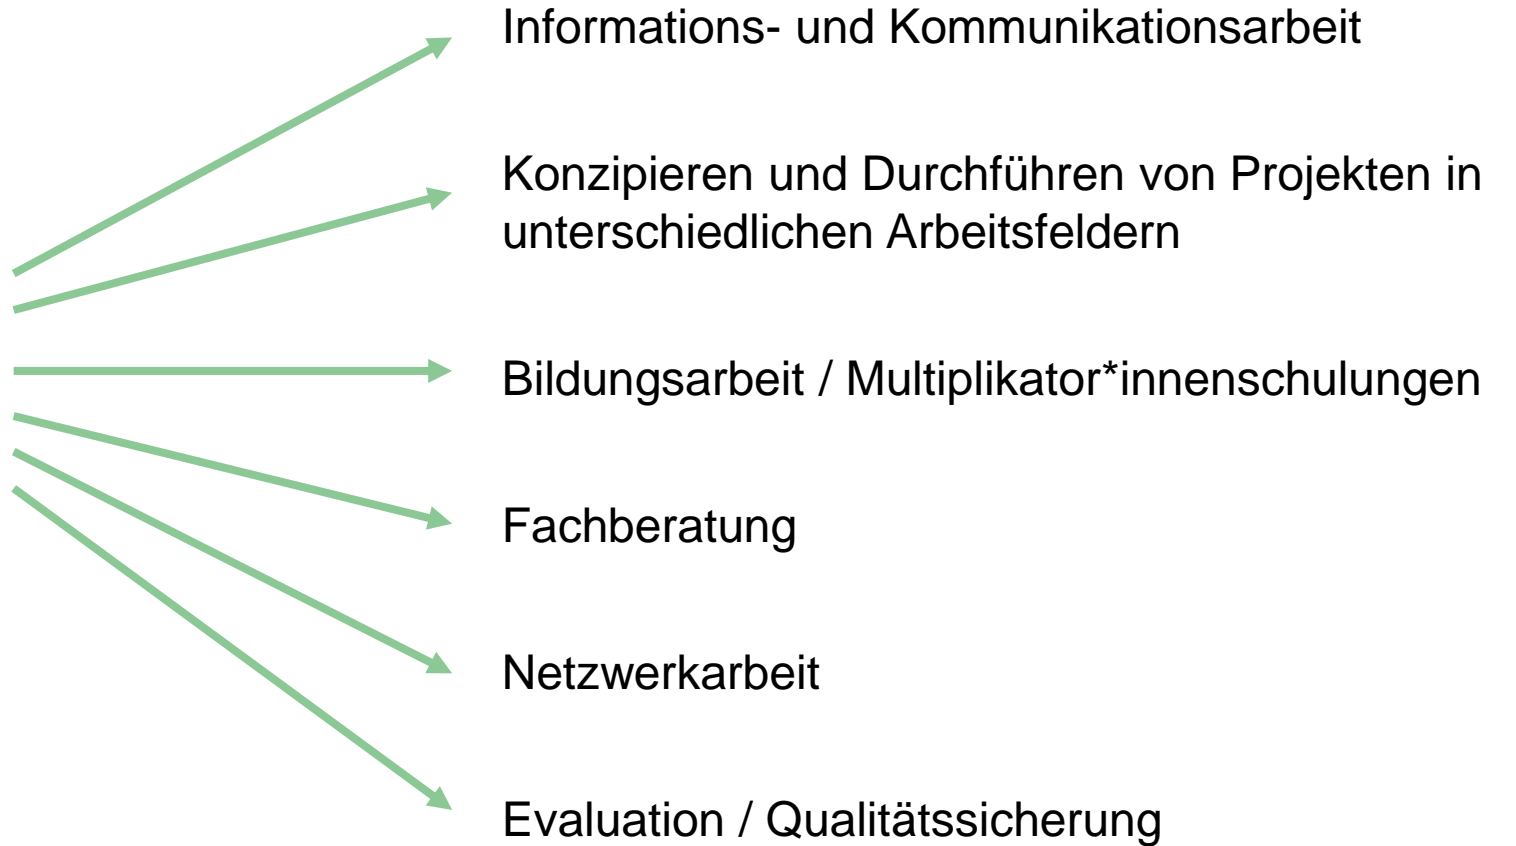 Informations- und Kommunikationsarbeit
Konzipieren und Durchführen von Projekten in
unterschiedlichen Arbeitsfeldern
Bildungsarbeit / Multiplikator*innenschulungen
Fachberatung
Netzwerkarbeit
Evaluation / Qualitätssicherung